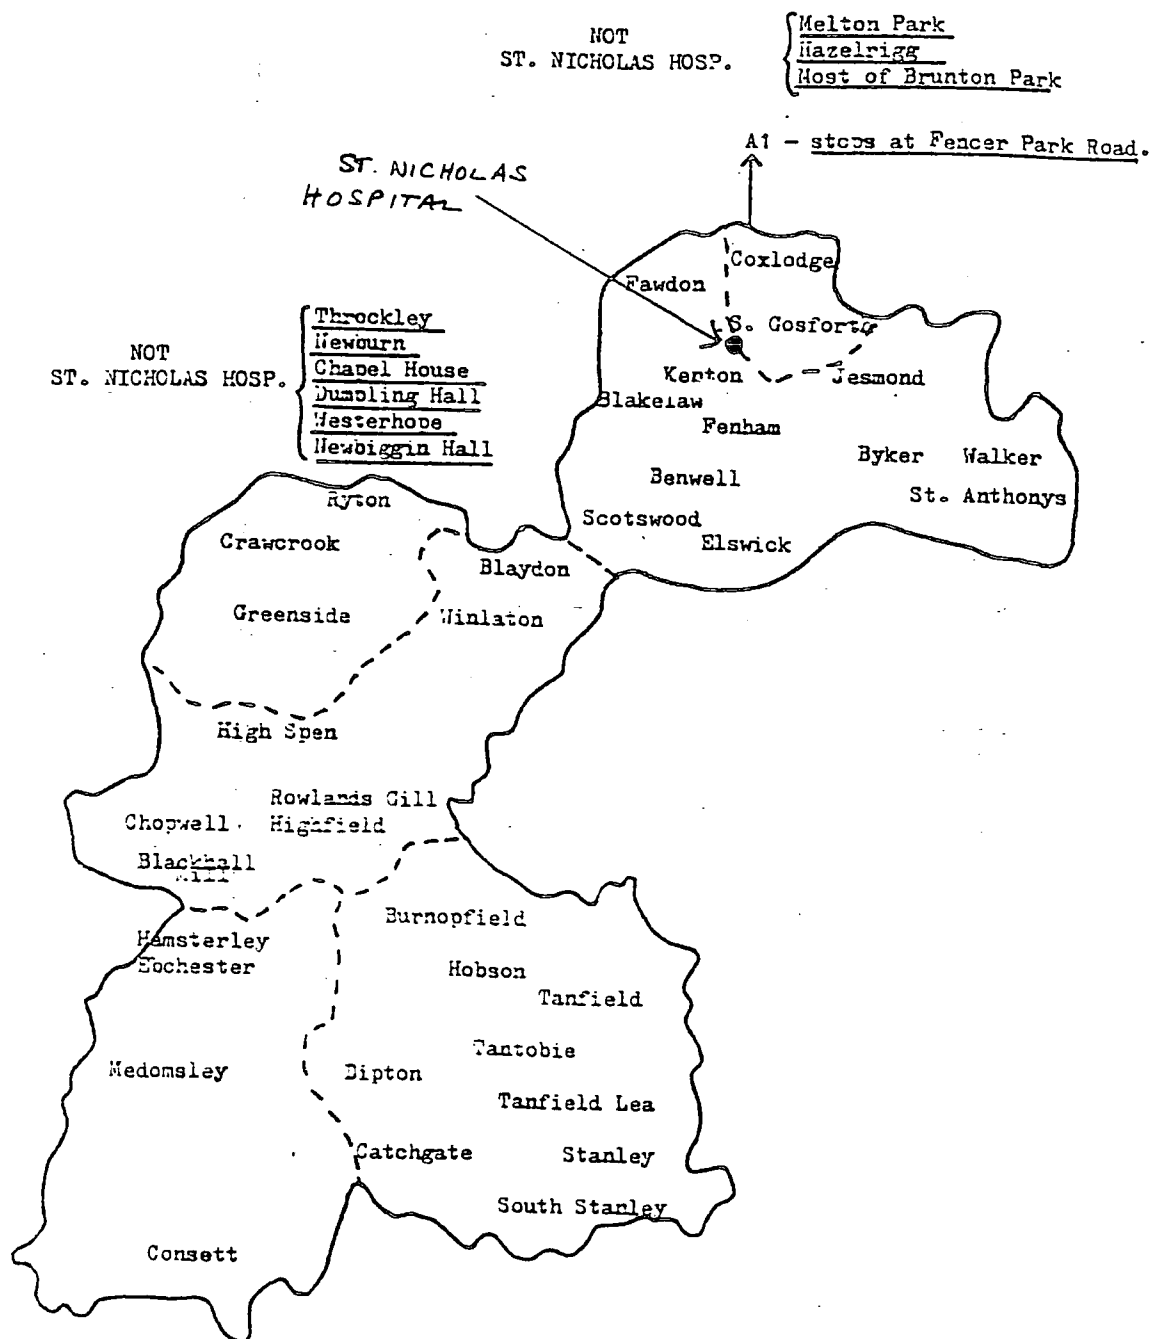 NOT
ST. NICHOLAS HOSP.
Melton Park
Hazelrigg
Most of Brunton Park
A1 - stops at Fencer Park Road.
ST. NICHOLAS
HOSPITAL
Coxlodge
Fawdon
S. Gosforth
NOT
ST. NICHOLAS HOSP.
Throckley
Newburn
Chapel House
Dumpling Hall
Westerhope
Newbiggin Hall
Kenton
Jesmond
Blakelaw
Fenham
Byker
Walker
Benwell
St. Anthonys
Ryton
Scotswood
Crawcrook
Elswick
Blaydon
Greenside
Winlaton
High Spen
Rowlands Gill
Chopwell
Highfield
Blackhall
Mill
Burnopfield
Hamsterley
Ebchester
Hobson
Tanfield
Tantobie
Medomsley
Dipton
Tanfield Lea
Catchgate
Stanley
South Stanley
Consett